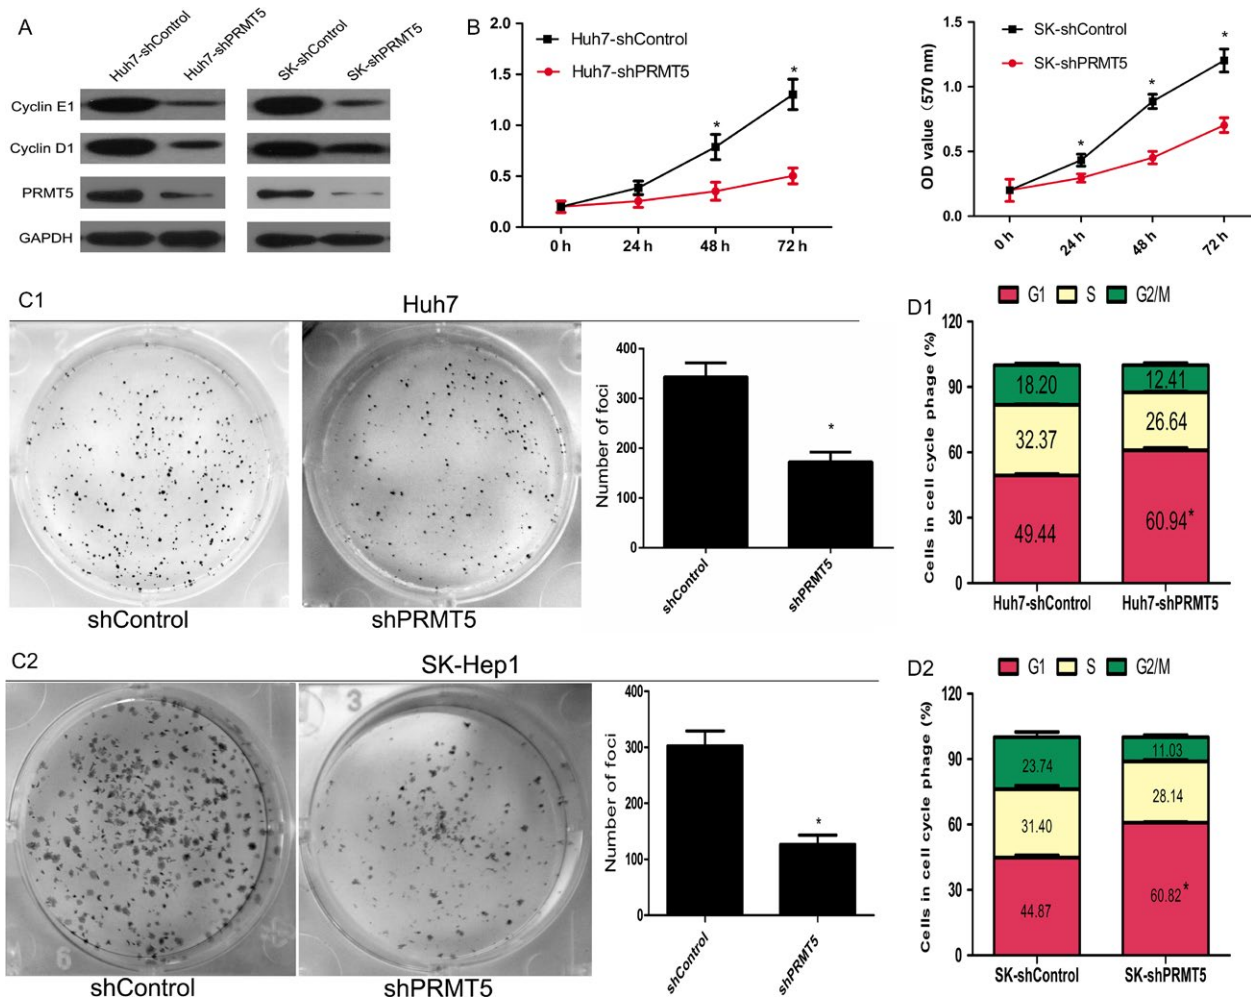 A
Huh7-shControl
Huh7-shPRMT5
SK-shControl
SK-shPRMT5
Cyclin E1
Cyclin D1
PRMT5
GAPDH
B
2.0
1.5
1.0
0.5
0.0
Huh7-shControl
Huh7-shPRMT5
*
*
0 h
24 h
48 h
72 h
OD value (570 nm)
1.5
1.0
0.5
0.0
SK-shControl
SK-shPRMT5
*
*
*
0 h
24 h
48 h
72 h
C1
Huh7
shControl
shPRMT5
Number of foci
400
300
200
100
0
*
shControl
shPRMT5
D1
G1
S
G2/M
Cells in cell cycle phage (%)
120
90
60
30
0
18.20
32.37
49.44
12.41
26.64
60.94*
Huh7-shControl
Huh7-shPRMT5
C2
SK-Hep1
3
6
shControl
shPRMT5
Number of foci
400
300
200
100
0
*
shControl
shPRMT5
D2
G1
S
G2/M
Cells in cell cycle phage (%)
120
90
60
30
0
23.74
31.40
44.87
11.03
28.14
60.82*
SK-shControl
SK-shPRMT5